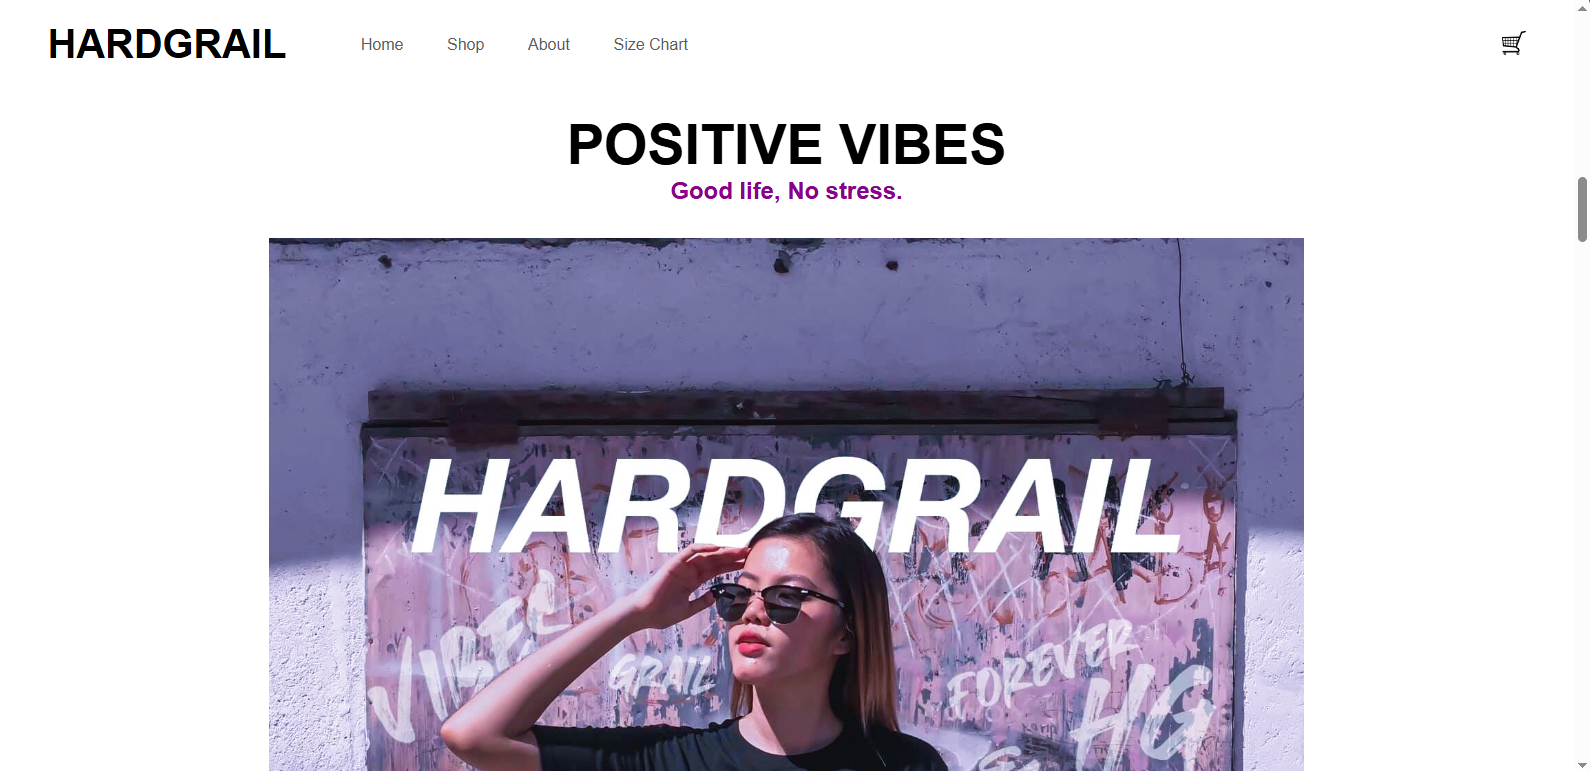 HARDGRAIL
Home
Shop
About
Size Chart
POSITIVE VIBES
Good life, No stress.
HARDGRAIL
VIBES
GRAIL
FOREVER
HG